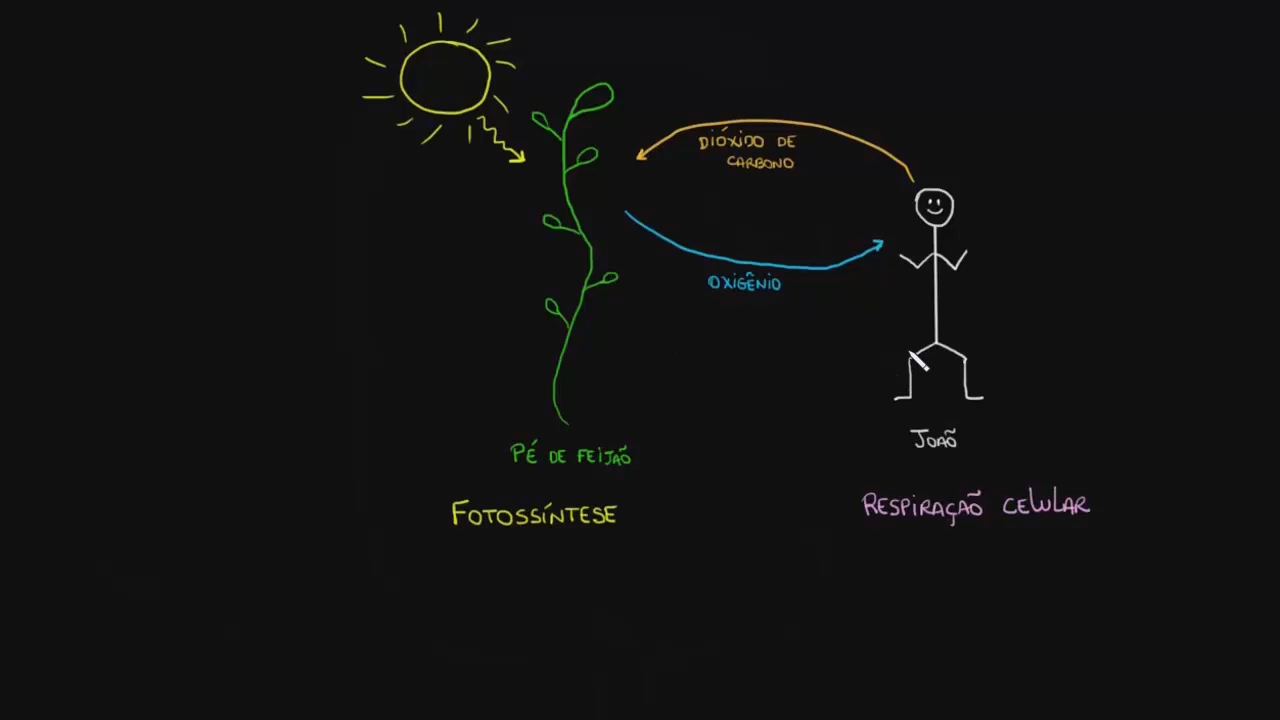 DIÓXIDO DE
CARBONO
OXIGÊNIO
JOÃO
PÉ DE FEIJÃO
RESPIRAÇÃO CELULAR
FOTOSSÍNTESE